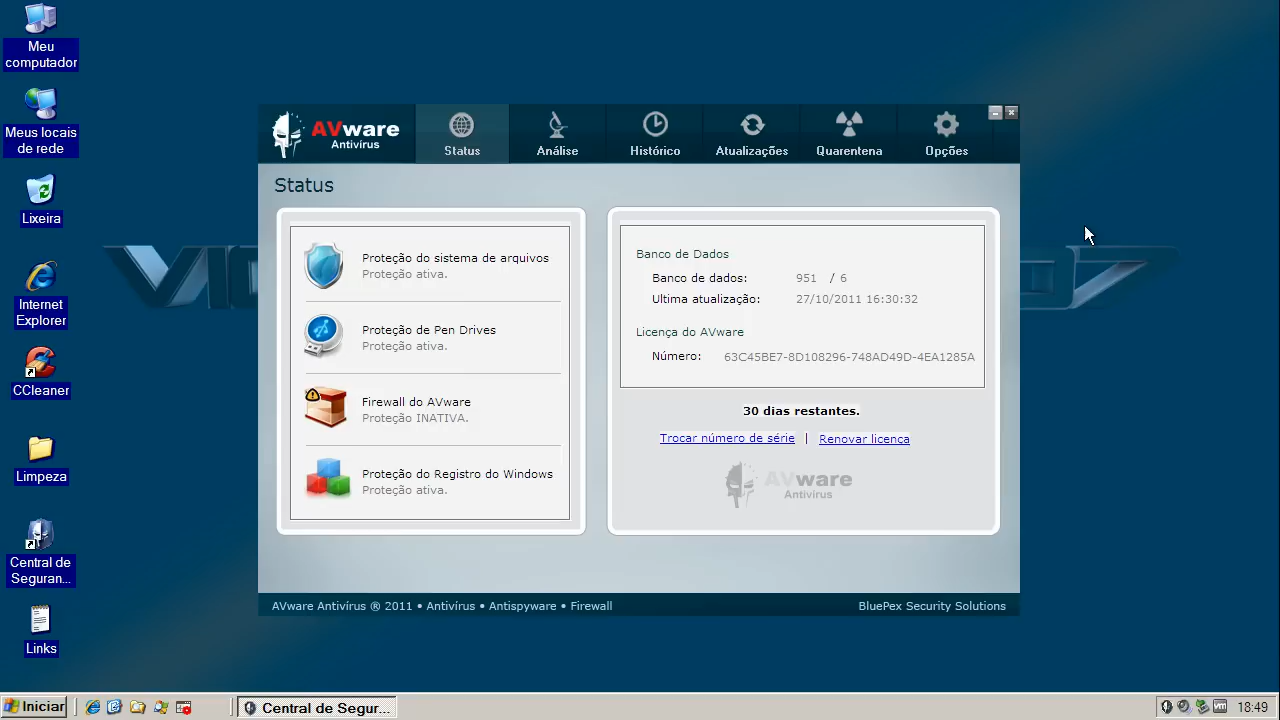 Meu
computador
Meus locais
de rede
Lixeira
Internet
Explorer
CCleaner
Limpeza
Central de
Seguran...
Links
AVware
Antivírus
Status
Análise
Histórico
Atualizações
Quarentena
Opções
Status
Proteção do sistema de arquivos
Proteção ativa.
Proteção de Pen Drives
Proteção ativa.
Firewall do AVware
Proteção INATIVA.
Proteção do Registro do Windows
Proteção ativa.
Banco de Dados
Banco de dados: 951 / 6
Ultima atualização: 27/10/2011 16:30:32
Licença do AVware
Número: 63C45BE7-8D108296-748AD49D-4EA1285A
30 dias restantes.
Trocar número de série | Renovar licenca
AVware
Antivírus
AVware Antivírus ® 2011 • Antivírus • Antispyware • Firewall
BluePex Security Solutions
Iniciar
Central de Segur...
18:49